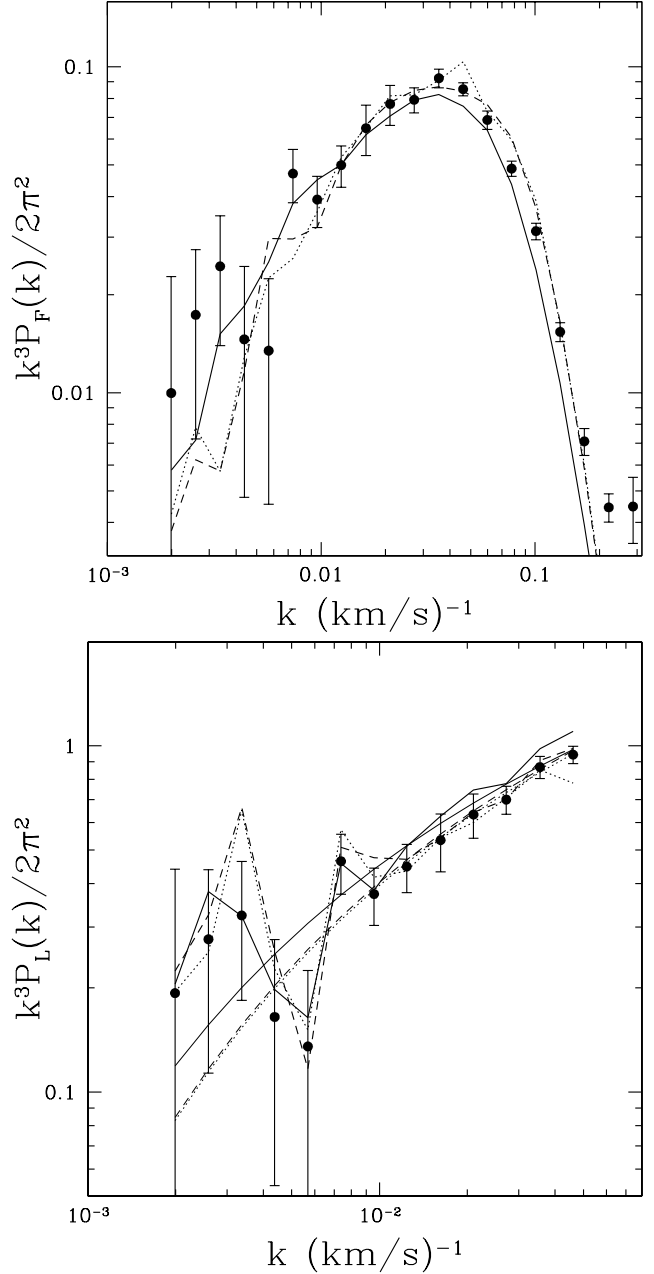 0.1
k³P_F(k)/2π²
0.01
10⁻³ 0.01 0.1
k (km/s)⁻¹
1
k³P_L(k)/2π²
0.1
10⁻³ 10⁻²
k (km/s)⁻¹